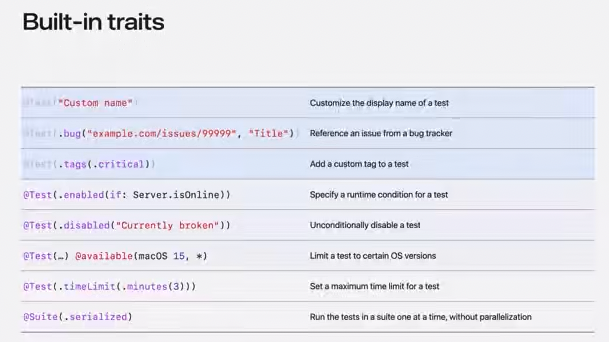 Built-in traits
@Test("Custom name") Customize the display name of a test
@Test(.bug("example.com/issues/99999", "Title")) Reference an issue from a bug tracker
@Test(.tags(.critical)) Add a custom tag to a test
@Test(.enabled(if: Server.isOnline)) Specify a runtime condition for a test
@Test(.disabled("Currently broken")) Unconditionally disable a test
@Test(…) @available(macOS 15, *) Limit a test to certain OS versions
@Test(.timeLimit(.minutes(3))) Set a maximum time limit for a test
@Suite(.serialized) Run the tests in a suite one at a time, without parallelization